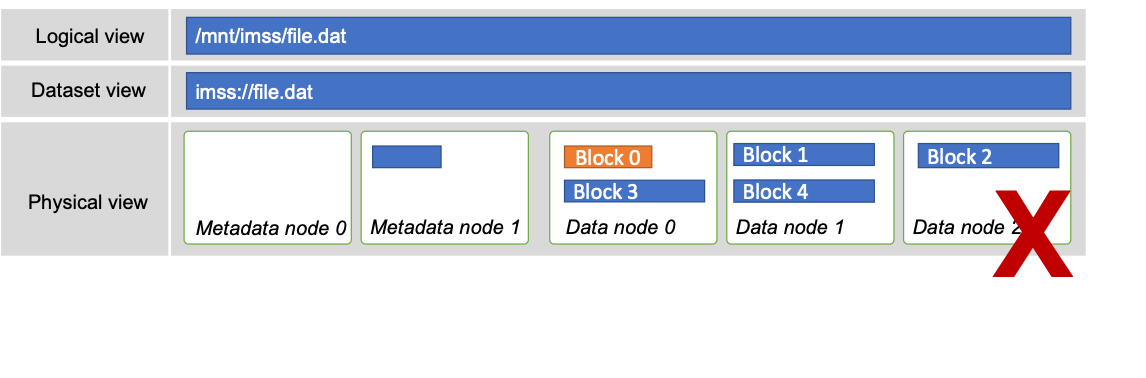 Logical view
/mnt/imss/file.dat
Dataset view
imss://file.dat
Physical view
Metadata node 0
Metadata node 1
Block 0
Block 3
Data node 0
Block 1
Block 4
Data node 1
Block 2
Data node 2
X